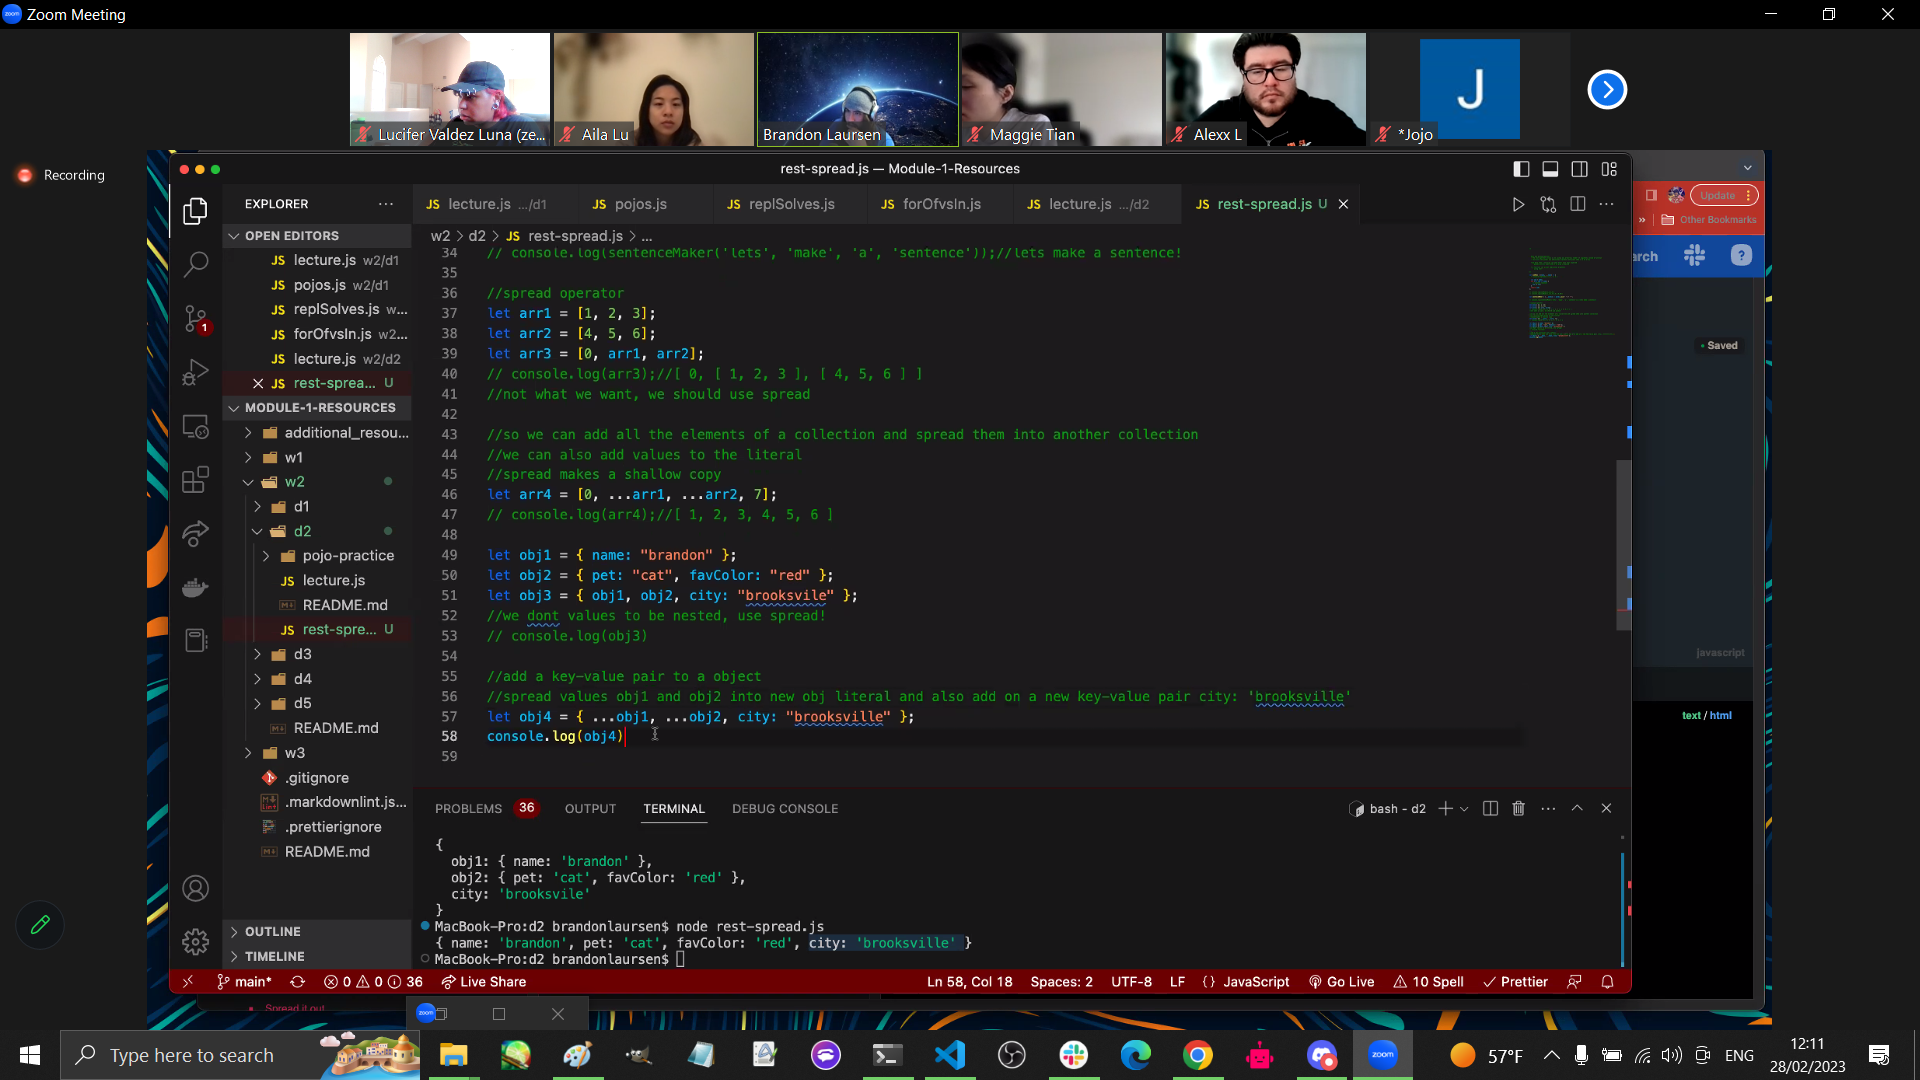 Zoom Meeting
Lucifer Valdez Luna (ze...
Aila Lu
Brandon Laursen
Maggie Tian
Alexx L
J
*Jojo
Recording
rest-spread.js — Module-1-Resources
Update
Other Bookmarks
arch
Saved
javascript
text / html
EXPLORER
OPEN EDITORS
JS lecture.js w2/d1
JS pojos.js w2/d1
JS replSolves.js w...
JS forOfvsIn.js w2...
JS lecture.js w2/d2
JS rest-sprea... U
MODULE-1-RESOURCES
additional_resou...
w1
w2
d1
d2
pojo-practice
JS lecture.js
README.md
JS rest-spre... U
d3
d4
d5
README.md
w3
.gitignore
.markdownlint.js...
.prettierignore
README.md
OUTLINE
TIMELINE
1
JS lecture.js .../d1
JS pojos.js
JS replSolves.js
JS forOfvsIn.js
JS lecture.js .../d2
JS rest-spread.js U
w2 > d2 > JS rest-spread.js > ...
34 // console.log(sentenceMaker('lets', 'make', 'a', 'sentence'));//lets make a sentence!
35
36 //spread operator
37 let arr1 = [1, 2, 3];
38 let arr2 = [4, 5, 6];
39 let arr3 = [0, arr1, arr2];
40 // console.log(arr3);//[ 0, [ 1, 2, 3 ], [ 4, 5, 6 ] ]
41 //not what we want, we should use spread
42
43 //so we can add all the elements of a collection and spread them into another collection
44 //we can also add values to the literal
45 //spread makes a shallow copy
46 let arr4 = [0, ...arr1, ...arr2, 7];
47 // console.log(arr4);//[ 1, 2, 3, 4, 5, 6 ]
48
49 let obj1 = { name: "brandon" };
50 let obj2 = { pet: "cat", favColor: "red" };
51 let obj3 = { obj1, obj2, city: "brooksvile" };
52 //we dont values to be nested, use spread!
53 // console.log(obj3)
54
55 //add a key-value pair to a object
56 //spread values obj1 and obj2 into new obj literal and also add on a new key-value pair city: 'brooksville'
57 let obj4 = { ...obj1, ...obj2, city: "brooksville" };
58 console.log(obj4)
59
PROBLEMS 36 OUTPUT TERMINAL DEBUG CONSOLE
bash - d2
{
obj1: { name: 'brandon' },
obj2: { pet: 'cat', favColor: 'red' },
city: 'brooksvile'
}
MacBook-Pro:d2 brandonlaursen$ node rest-spread.js
{ name: 'brandon', pet: 'cat', favColor: 'red', city: 'brooksville' }
MacBook-Pro:d2 brandonlaursen$
main* 0 0 36 Live Share
Ln 58, Col 18 Spaces: 2 UTF-8 LF {} JavaScript Go Live 10 Spell Prettier
Spread it out
zoom
Type here to search
zoom
57°F
ENG
12:11
28/02/2023